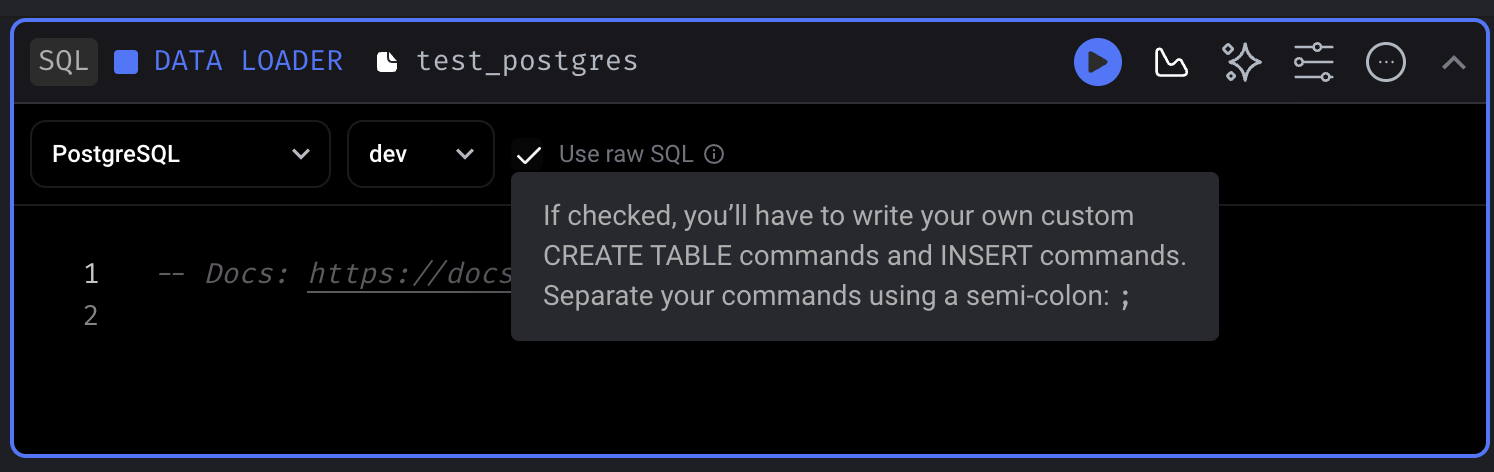 SQL DATA LOADER test_postgres
PostgreSQL dev Use raw SQL
If checked, you’ll have to write your own custom
CREATE TABLE commands and INSERT commands.
Separate your commands using a semi-colon: ;
1 -- Docs: https://docs
2